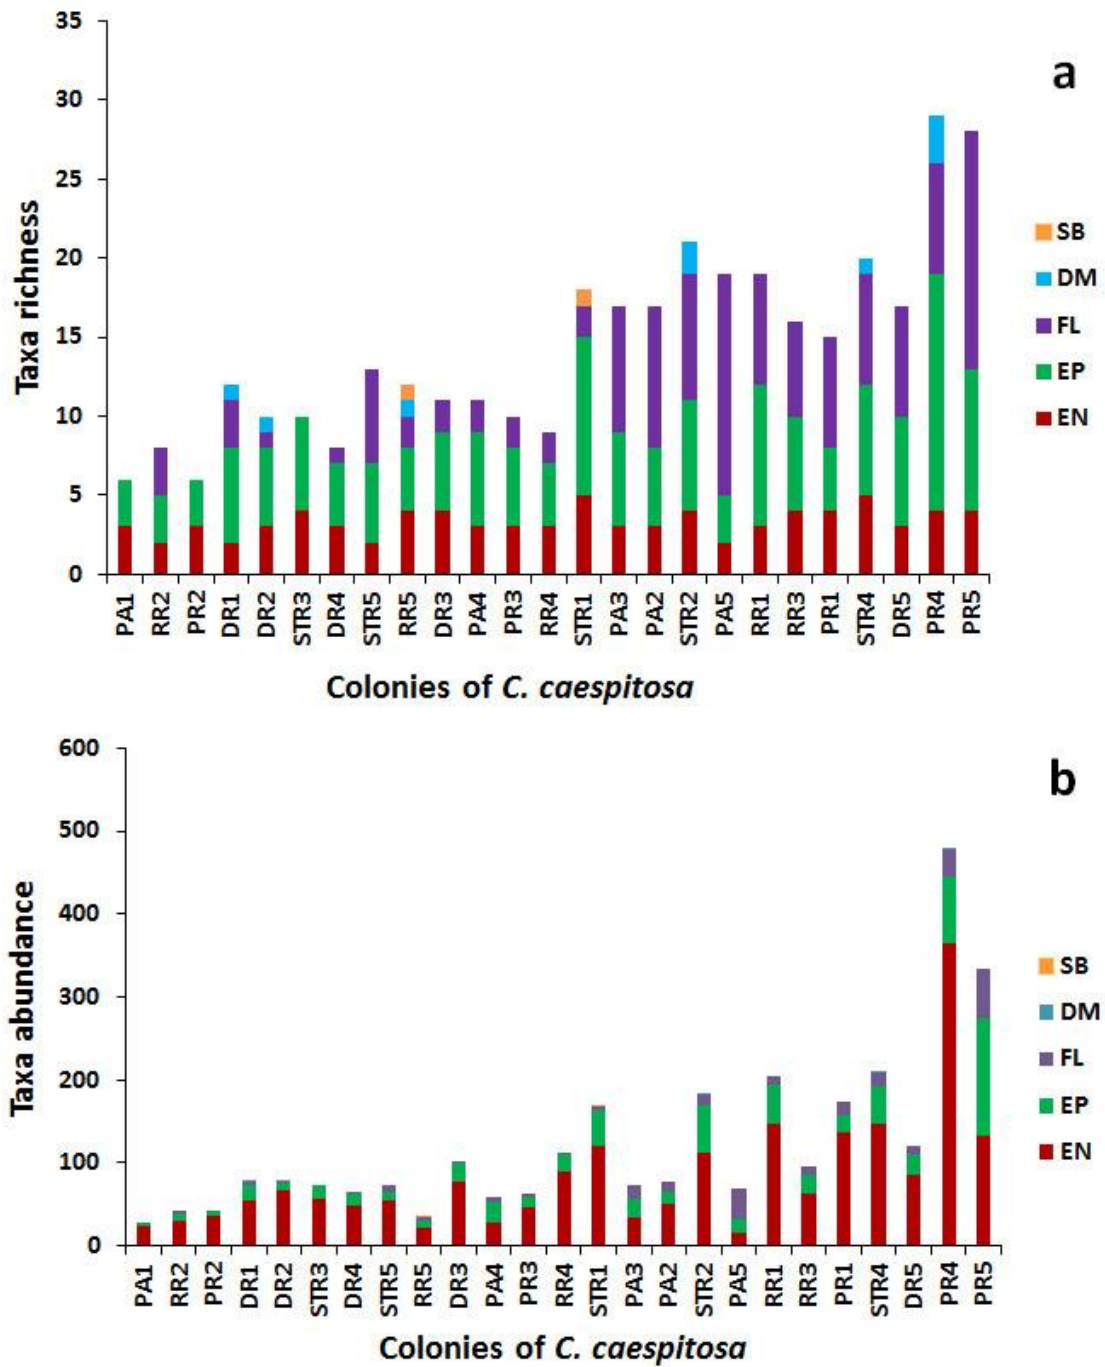 35
a
30
25
20
15
10
5
0
Taxa richness
SB
DM
FL
EP
EN
PA1 RR2 PR2 DR1 DR2 STR3 DR4 STR5 RR5 DR3 PA4 PR3 RR4 STR1 PA3 PA2 STR2 PA5 RR1 RR3 PR1 STR4 DR5 PR4 PR5
Colonies of C. caespitosa
600
b
500
400
300
200
100
0
Taxa abundance
SB
DM
FL
EP
EN
PA1 RR2 PR2 DR1 DR2 STR3 DR4 STR5 RR5 DR3 PA4 PR3 RR4 STR1 PA3 PA2 STR2 PA5 RR1 RR3 PR1 STR4 DR5 PR4 PR5
Colonies of C. caespitosa